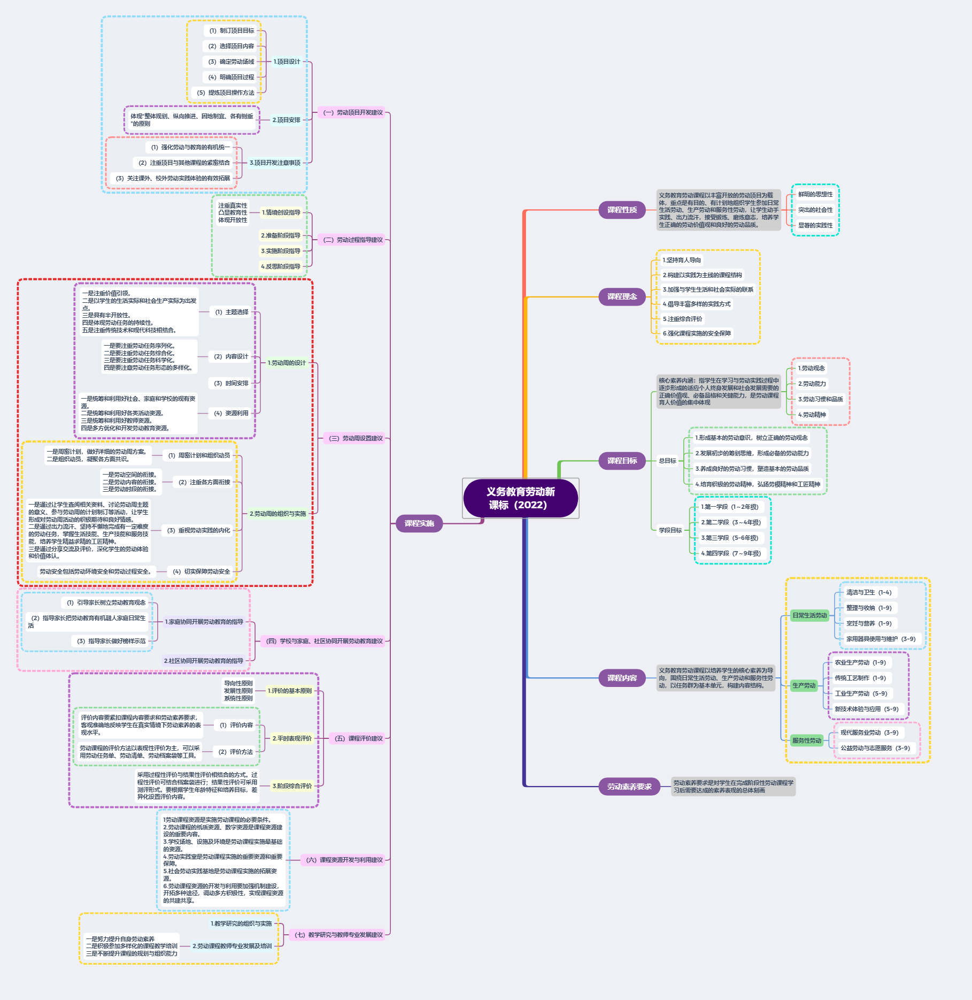 义务教育劳动新
课标（2022）
课程性质
义务教育劳动课程以丰富开放的劳动项目为载
体，重点是有目的、有计划地组织学生参加日常
生活劳动、生产劳动和服务性劳动，让学生动手
实践、出力流汗，接受锻炼、磨炼意志，培养学
生正确的劳动价值观和良好的劳动品质。
鲜明的思想性
突出的社会性
显著的实践性
课程理念
1.坚持育人导向
2.构建以实践为主线的课程结构
3.加强与学生生活和社会实际的联系
4.倡导丰富多样的实践方式
5.注重综合评价
6.强化课程实施的安全保障
课程目标
核心素养内涵：指学生在学习与劳动实践过程中
逐步形成的适应个人终身发展和社会发展需要的
正确价值观、必备品格和关键能力，是劳动课程
育人价值的集中体现
1.劳动观念
2.劳动能力
3.劳动习惯和品质
4.劳动精神
总目标
1.形成基本的劳动意识，树立正确的劳动观念
2.发展初步的筹划思维，形成必备的劳动能力
3.养成良好的劳动习惯，塑造基本的劳动品质
4.培育积极的劳动精神，弘扬劳模精神和工匠精神
学段目标
1.第一学段（1～2年级）
2.第二学段（3～4年级）
3.第三学段（5-6年级）
4.第四学段（7～9年级）
课程内容
义务教育劳动课程以培养学生的核心素养为导
向，围绕日常生活劳动、生产劳动和服务性劳
动，以任务群为基本单元，构建内容结构。
日常生活劳动
清洁与卫生（1-4）
整理与收纳（1-9）
烹饪与营养（1-9）
家用器具使用与维护（3-9）
生产劳动
农业生产劳动（1-9）
传统工艺制作（1-9）
工业生产劳动（5-9）
新技术体验与应用（5-9）
服务性劳动
现代服务业劳动（3-9）
公益劳动与志愿服务（3-9）
劳动素养要求
劳动素养要求是对学生在完成阶段性劳动课程学
习后需要达成的素养表现的总体刻画
课程实施
（一）劳动项目开发建议
1.项目设计
（1）制订项目目标
（2）选择项目内容
（3）确定劳动场域
（4）明确项目过程
（5）提炼项目操作方法
2.项目安排
体现“整体规划、纵向推进、因地制宜、各有侧重
”的原则
3.项目开发注意事项
（1）强化劳动与教育的有机统一
（2）注重项目与其他课程的紧密结合
（3）关注课外、校外劳动实践体验的有效拓展
（二）劳动过程指导建议
1.情境创设指导
注重真实性
凸显教育性
体现开放性
2.准备阶段指导
3.实施阶段指导
4.反思阶段指导
（三）劳动周设置建议
1.劳动周的设计
（1）主题选择
一是注重价值引领。
二是以学生的生活实际和社会生产实际为出发
点。
三是具有半开放性。
四是体现劳动任务的持续性。
五是注重传统技术和现代科技相结合。
（2）内容设计
一是要注重劳动任务序列化。
二是要注重劳动任务综合化。
三是要注重劳动任务科学化。
四是要注意劳动任务形态的多样化。
（3）时间安排
（4）资源利用
一是统筹和利用好社会、家庭和学校的现有资
源。
二是统筹和利用好各类活动资源。
三是统筹和利用好教师资源。
四是多方优化和开发劳动教育资源。
2.劳动周的组织与实施
（1）周密计划和组织动员
一是周密计划，做好详细的劳动周方案。
二是组织动员，凝聚各方面共识。
（2）注重各方面衔接
一是劳动空间的衔接。
二是劳动内容的衔接。
三是劳动时段的衔接。
（3）重视劳动实践的内化
一是通过让学生查阅相关资料、讨论劳动周主题
的意义、参与劳动周的计划制订等活动，让学生
形成对劳动周活动的积极期待和良好情感。
二是通过出力流汗、坚持不懈地完成有一定难度
的劳动任务，掌握生活技能、生产技能和服务技
能，培养学生精益求精的工匠精神。
三是通过分享交流及评价，深化学生的劳动体验
和价值体认。
（4）切实保障劳动安全
劳动安全包括劳动环境安全和劳动过程安全。
（四）学校与家庭、社区协同开展劳动教育建议
1.家庭协同开展劳动教育的指导
（1）引导家长树立劳动教育观念
（2）指导家长把劳动教育有机融人家庭日常生
活
（3）指导家长做好榜样示范
2.社区协同开展劳动教育的指导
（五）课程评价建议
1.评价的基本原则
导向性原则
发展性原则
系统性原则
2.平时表现评价
（1）评价内容
评价内容要紧扣课程内容要求和劳动素养要求，
客观准确地反映学生在真实情境下劳动素养的表
现水平。
（2）评价方法
劳动课程的评价方法以表现性评价为主，可以采
用劳动任务单、劳动清单、劳动档案袋等工具。
3.阶段综合评价
采用过程性评价与结果性评价相结合的方式。过
程性评价可结合档案袋进行；结果性评价可采用
测评形式。要根据学生年龄特征和培养目标，差
异化设置评价内容。
（六）课程资源开发与利用建议
1劳动课程资源是实施劳动课程的必要条件。
2.劳动课程的纸质资源、数字资源是课程资源建
设的重要内容。
3.学校场地、设施及环境是劳动课程实施最基础
的资源。
4.劳动实践室是劳动课程实施的重要资源和重要
保障。
5.社会劳动实践基地是劳动课程实施的拓展资
源。
6.劳动课程资源的开发与利用要加强机制建设，
开拓多种途径，调动多方积极性，实现课程资源
的共建共享。
（七）教学研究与教师专业发展建议
1.教学研究的组织与实施
2.劳动课程教师专业发展及培训
一是努力提升自身劳动素养
二是积极参加多样化的课程教学培训
三是不断提升课程的规划与组织能力